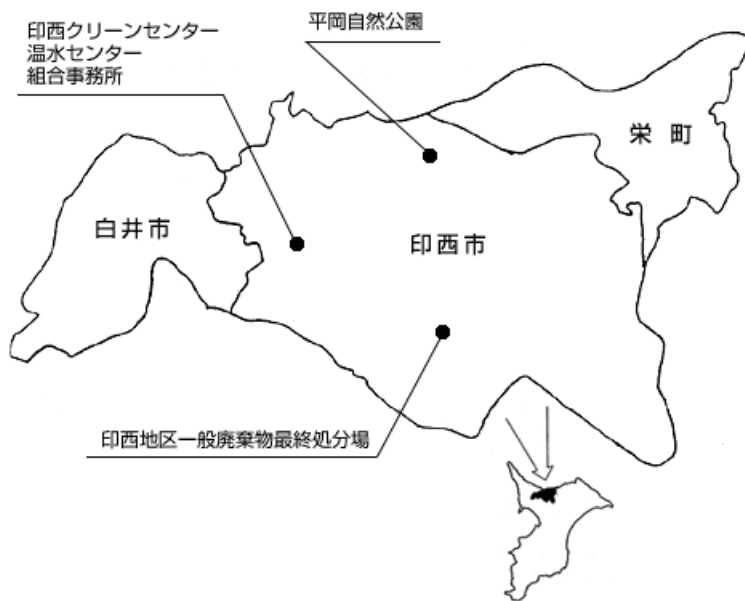 印西クリーンセンター
温水センター
組合事務所
平岡自然公園
栄町
白井市
印西市
印西地区一般廃棄物最終処分場